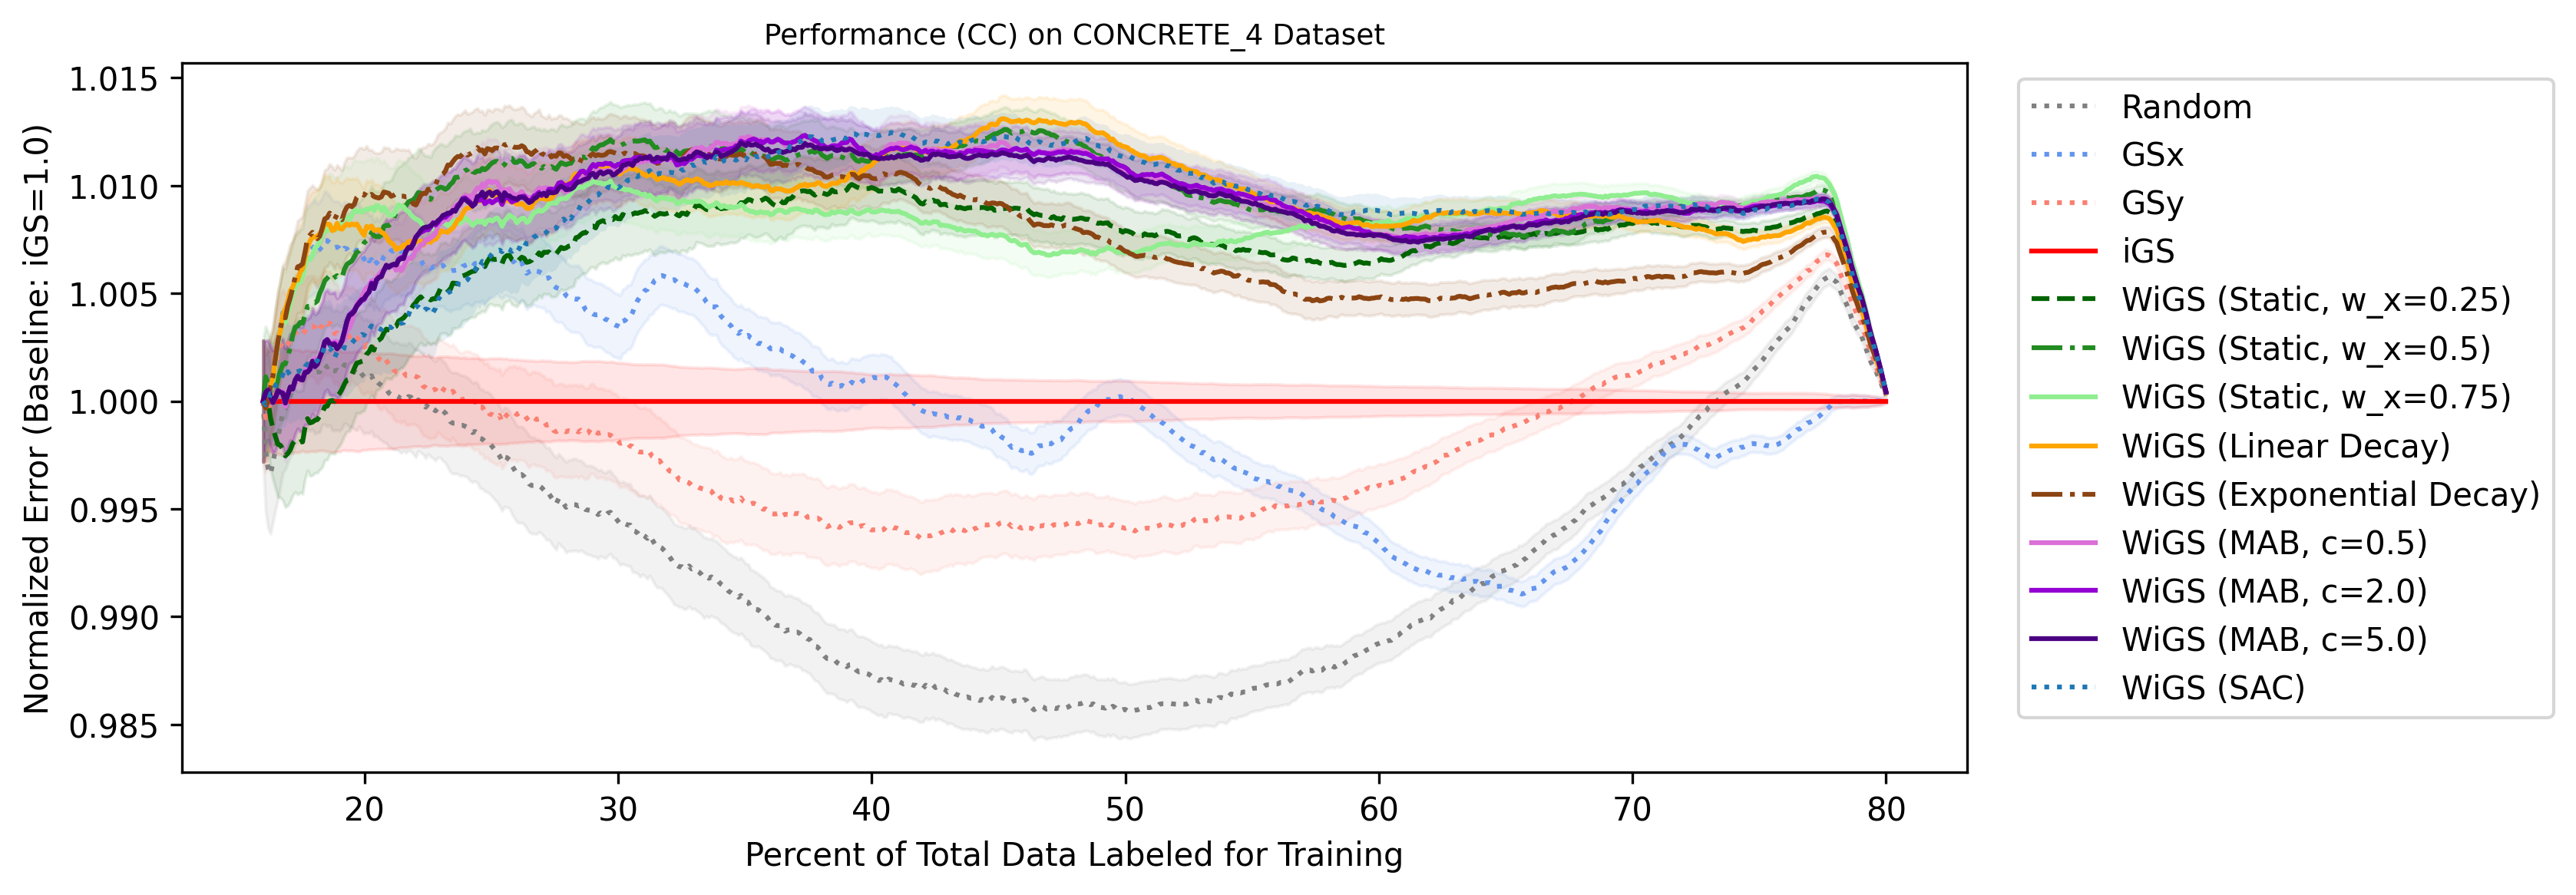 Performance (CC) on CONCRETE_4 Dataset
Normalized Error (Baseline: iGS=1.0)
1.015
1.010
1.005
1.000
0.995
0.990
0.985
20
30
40
50
60
70
80
Percent of Total Data Labeled for Training
Random
GSx
GSy
iGS
WiGS (Static, w_x=0.25)
WiGS (Static, w_x=0.5)
WiGS (Static, w_x=0.75)
WiGS (Linear Decay)
WiGS (Exponential Decay)
WiGS (MAB, c=0.5)
WiGS (MAB, c=2.0)
WiGS (MAB, c=5.0)
WiGS (SAC)